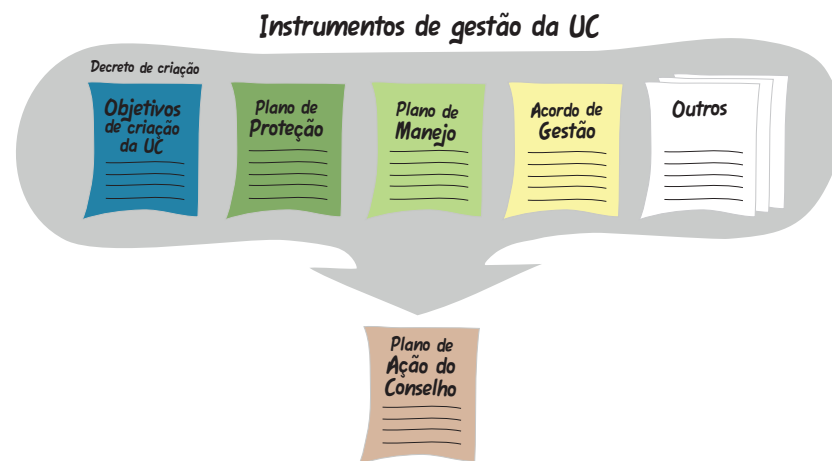 Instrumentos de gestão da UC
Decreto de criação
Objetivos
de criação
da UC
Plano de
Proteção
Plano de
Manejo
Acordo de
Gestão
Outros
Plano de
Ação do
Conselho